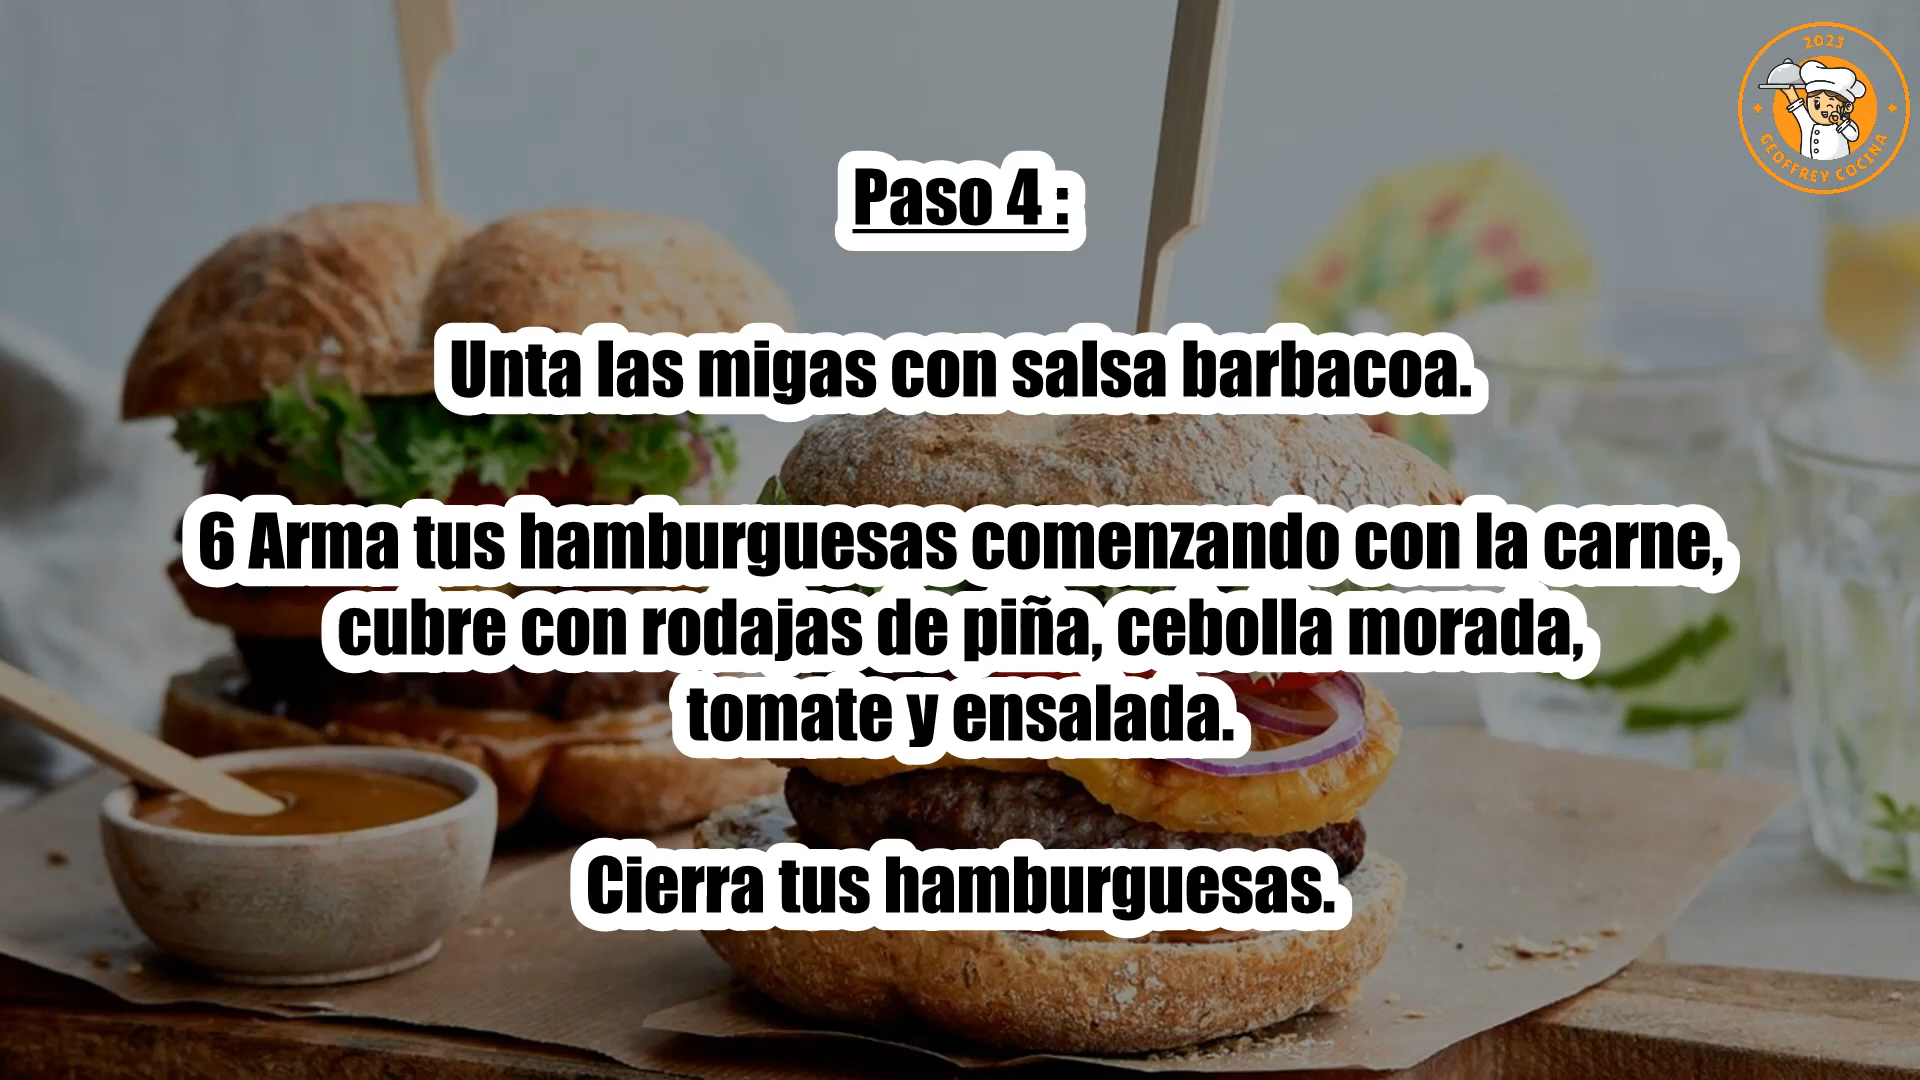 2023
GEOFFREY COCINA
Paso 4 :
Unta las migas con salsa barbacoa.
6 Arma tus hamburguesas comenzando con la carne,
cubre con rodajas de piña, cebolla morada,
tomate y ensalada.
Cierra tus hamburguesas.